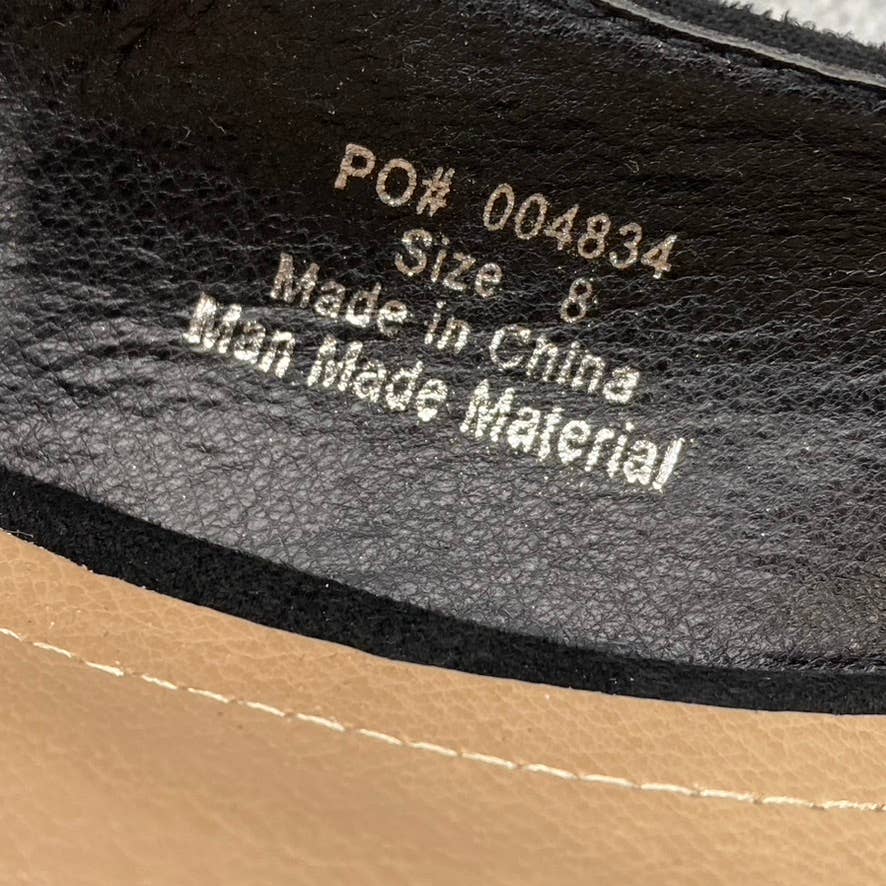 PO# 004834
Size 8
Made in China
Man Made Material